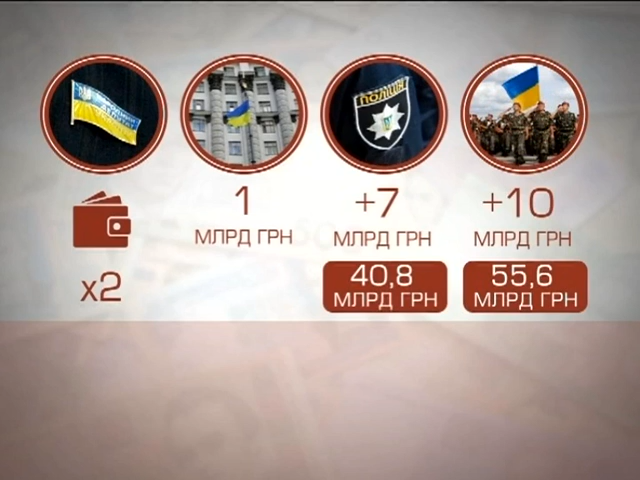 ПОЛІЦІЯ
1
МЛРД ГРН
+7
МЛРД ГРН
+10
МЛРД ГРН
x2
40,8
МЛРД ГРН
55,6
МЛРД ГРН